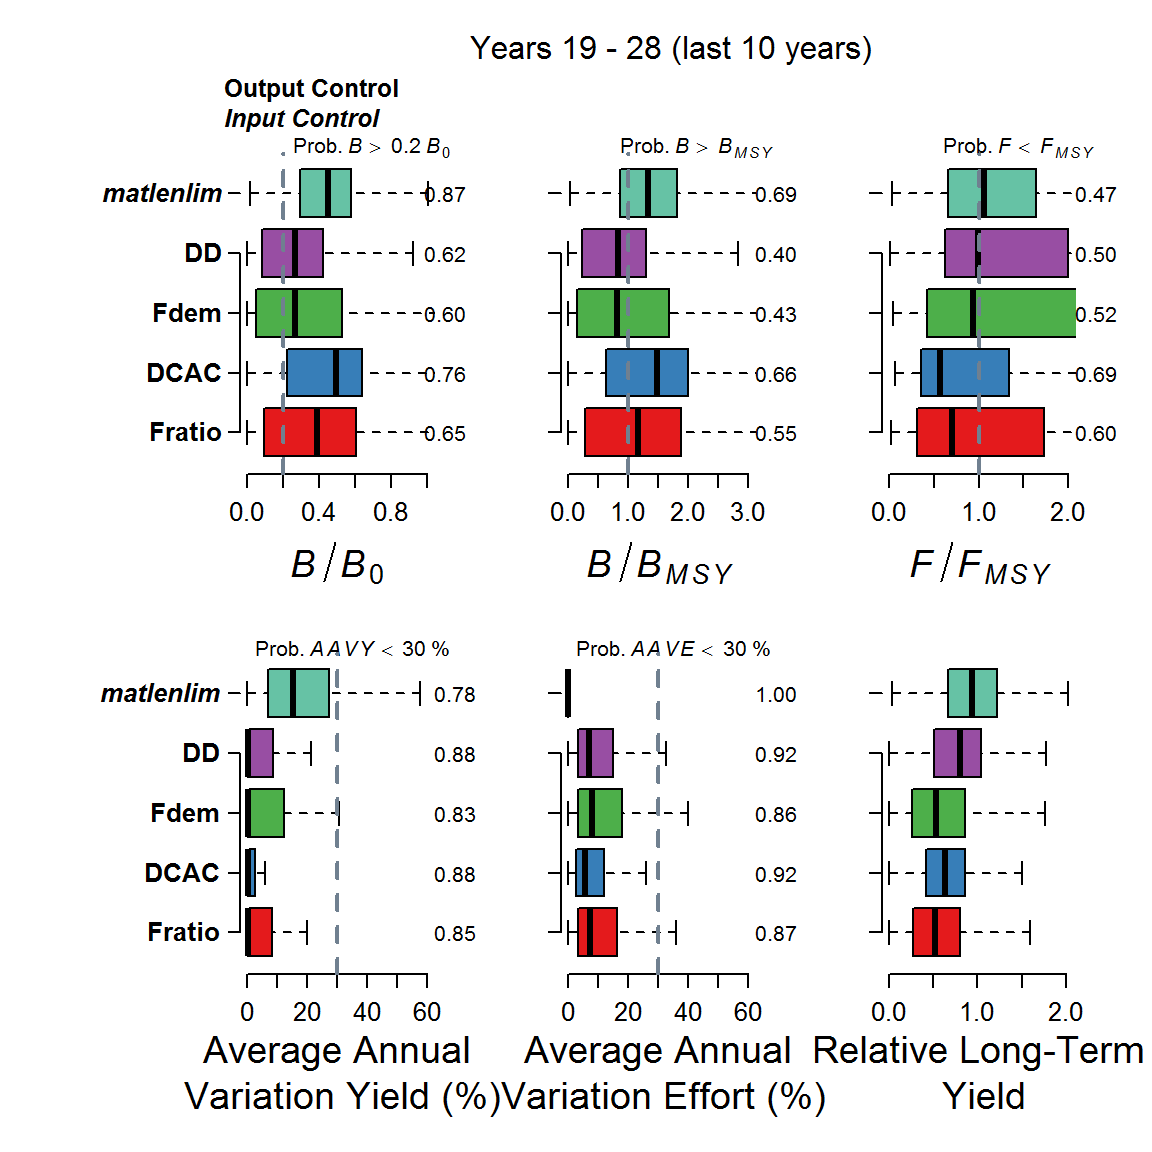 Years 19 - 28 (last 10 years)
Output Control
Input Control
Prob. B > 0.2 B0
Prob. B > BMSY
Prob. F < FMSY
matlenlim 0.87 0.69 0.47
DD 0.62 0.40 0.50
Fdem 0.60 0.43 0.52
DCAC 0.76 0.66 0.69
Fratio 0.65 0.55 0.60
0.0 0.4 0.8 0.0 1.0 2.0 3.0 0.0 1.0 2.0
B/B0 B/BMSY F/FMSY
Prob. AAVY < 30 %
Prob. AAVE < 30 %
matlenlim 0.78 1.00
DD 0.88 0.92
Fdem 0.83 0.86
DCAC 0.88 0.92
Fratio 0.85 0.87
0 20 40 60 0 20 40 60 0.0 1.0 2.0
Average Annual Average Annual Relative Long-Term
Variation Yield (%) Variation Effort (%) Yield